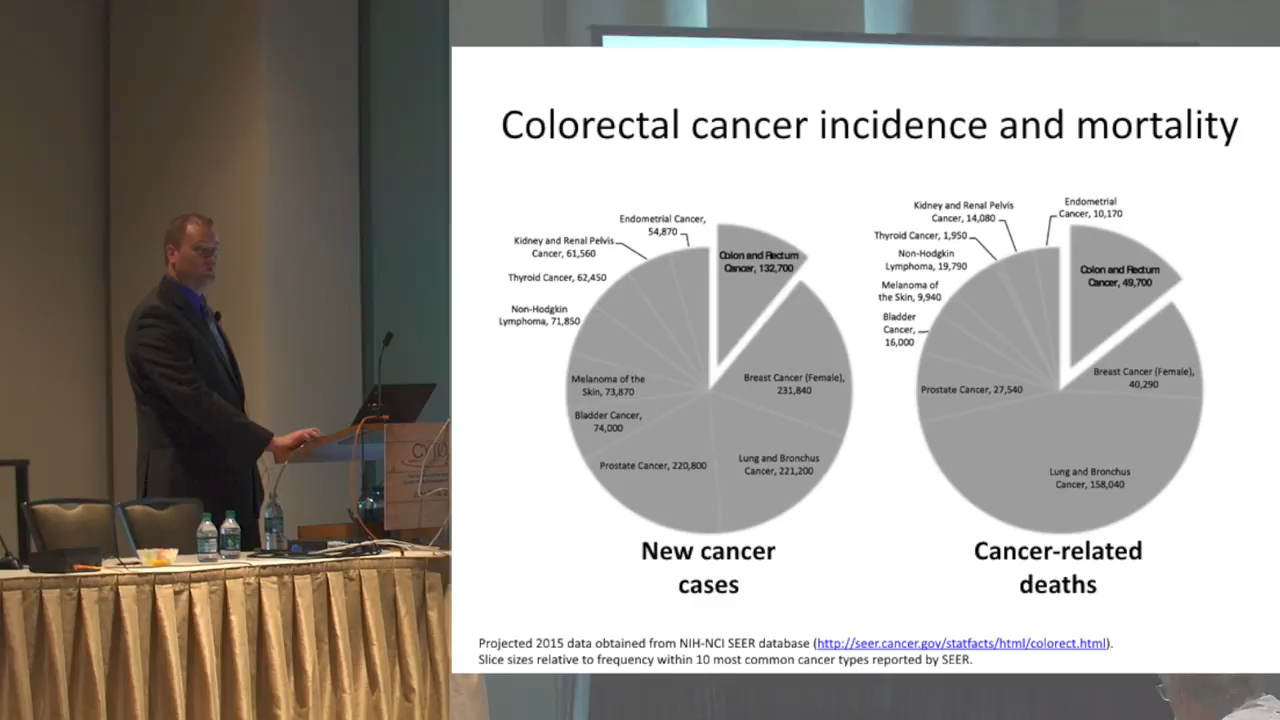 Colorectal cancer incidence and mortality
Endometrial Cancer,
54,870
Kidney and Renal Pelvis
Cancer, 61,560
Thyroid Cancer, 62,450
Non-Hodgkin
Lymphoma, 71,850
Melanoma of the
Skin, 73,870
Bladder Cancer,
74,000
Prostate Cancer, 220,800
Colon and Rectum
Cancer, 132,700
Breast Cancer (Female),
231,840
Lung and Bronchus
Cancer, 221,200
New cancer
cases
Kidney and Renal Pelvis
Cancer, 14,080
Thyroid Cancer, 1,950
Non-Hodgkin
Lymphoma, 19,790
Melanoma of
the Skin, 9,940
Bladder
Cancer,
16,000
Prostate Cancer, 27,540
Endometrial
Cancer, 10,170
Colon and Rectum
Cancer, 49,700
Breast Cancer (Female),
40,290
Lung and Bronchus
Cancer, 158,040
Cancer-related
deaths
Projected 2015 data obtained from NIH-NCI SEER database (http://seer.cancer.gov/statfacts/html/colorect.html).
Slice sizes relative to frequency within 10 most common cancer types reported by SEER.